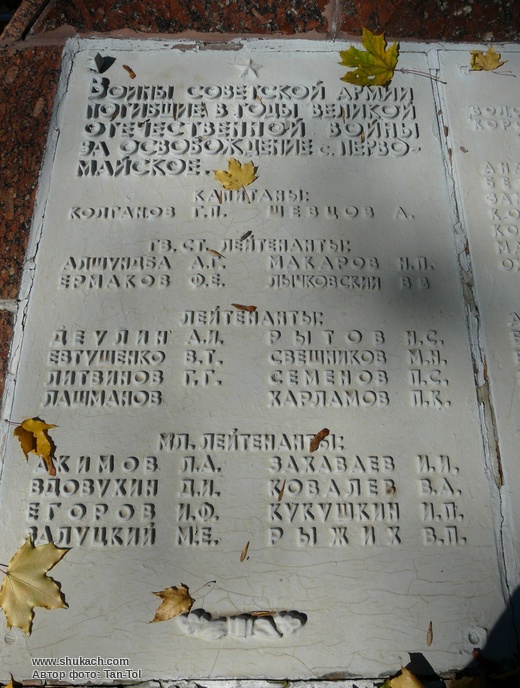 ВОИНЫ СОВЕТСКОЙ АРМИИ
ПОГИБШИЕ В ГОДЫ ВЕЛИКОЙ
ОТЕЧЕСТВЕННОЙ ВОЙНЫ
ЗА ОСВОБОЖДЕНИЕ с. ПЕРВО-
МАЙСКОЕ.
КАПИТАНЫ:
КОЛГАНОВ Г.П. ШЕВЦОВ А.
ГВ. СТ. ЛЕЙТЕНАНТЫ:
АЛШУНДБА А.Г. МАКАРОВ Н.П.
ЕРМАКОВ Ф.Е. ЛЫЧКОВСКИЙ В В
ЛЕЙТЕНАНТЫ:
ДЕУЛИН А.И. РЫТОВ Н.С.
ЕВТУШЕНКО В.Т. СВЕШНИКОВ М.Н.
ЛИТВИНОВ Г.Г. СЕМЕНОВ П.С.
ЛАШМАНОВ ХАРЛАМОВ П.К.
МЛ. ЛЕЙТЕНАНТЫ:
АКИМОВ Л.А. ЗАХАВАЕВ И.И.
ВДОВУХИН Д.И. КОВАЛЕВ В.А.
ЕГОРОВ И.Ф. КУКУШКИН И.П.
ЗАЛУЦКИЙ М.Е. РЫЖИХ В.П.
www.shukach.com
Автор фото: Tan-Tol